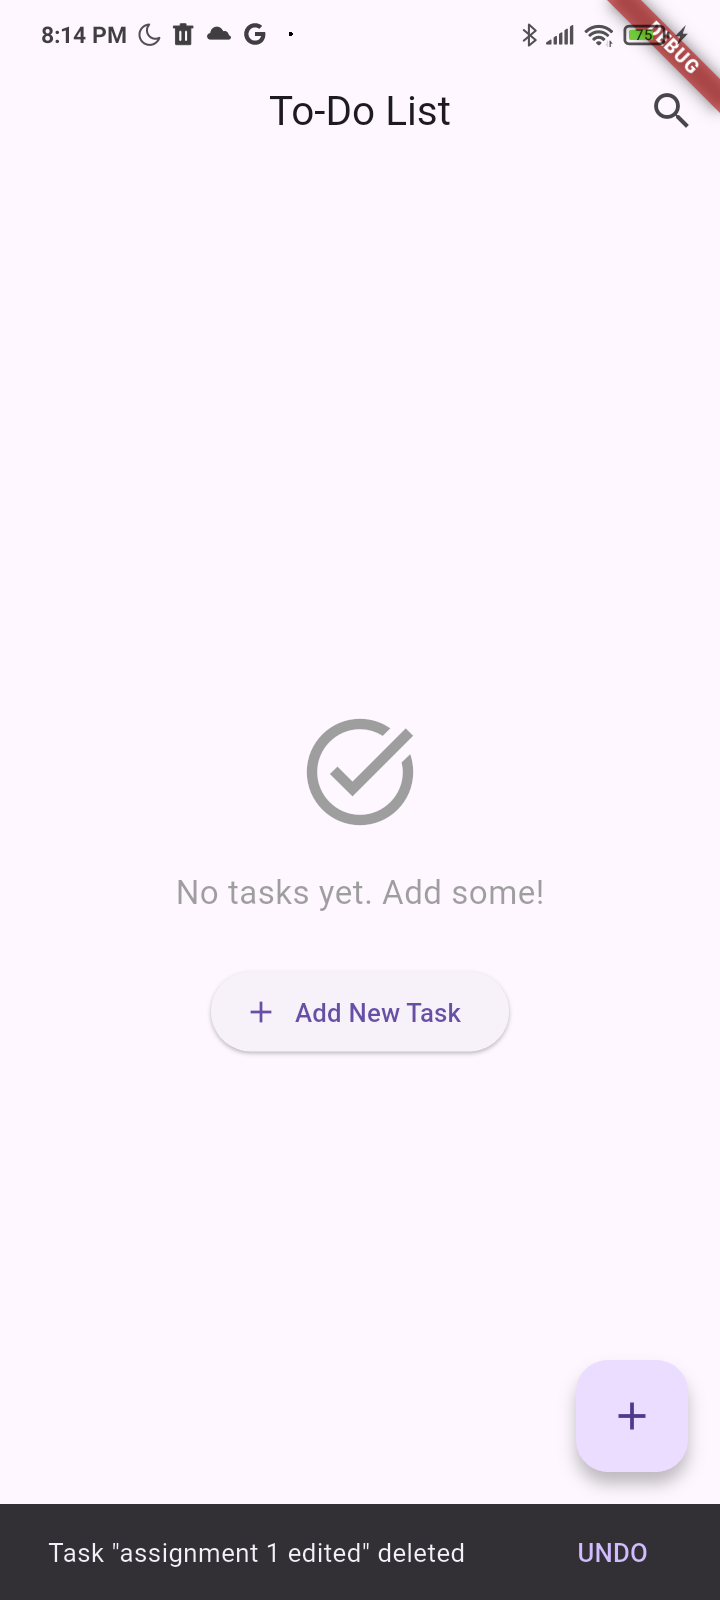 8:14 PM
75
DEBUG
To-Do List
No tasks yet. Add some!
Add New Task
Task "assignment 1 edited" deleted
UNDO